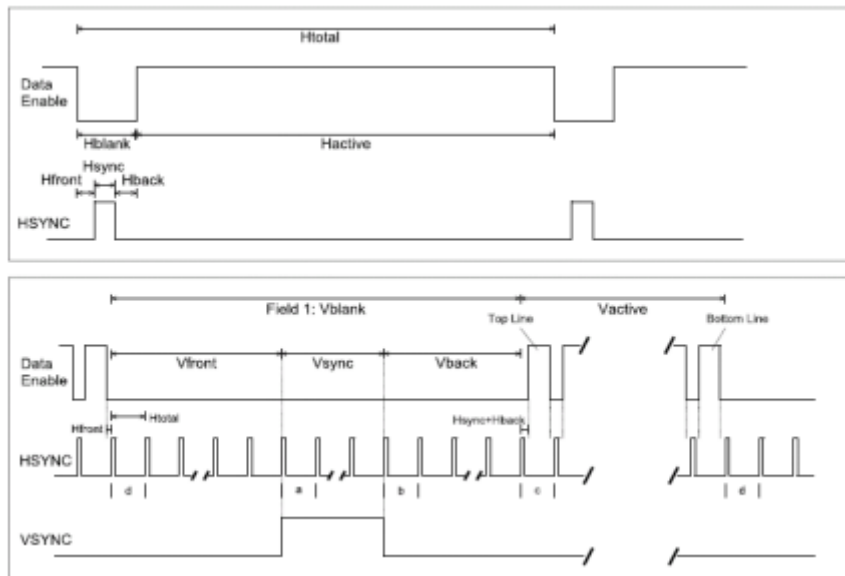 Htotal
Data
Enable
Hblank
Hactive
Hsync
Hfront
Hback
HSYNC
Field 1: Vblank
Vactive
Top Line
Bottom Line
Data
Enable
Vfront
Vsync
Vback
Htotal
Hfront
Hsync+Hback
HSYNC
d
a
b
c
d
VSYNC